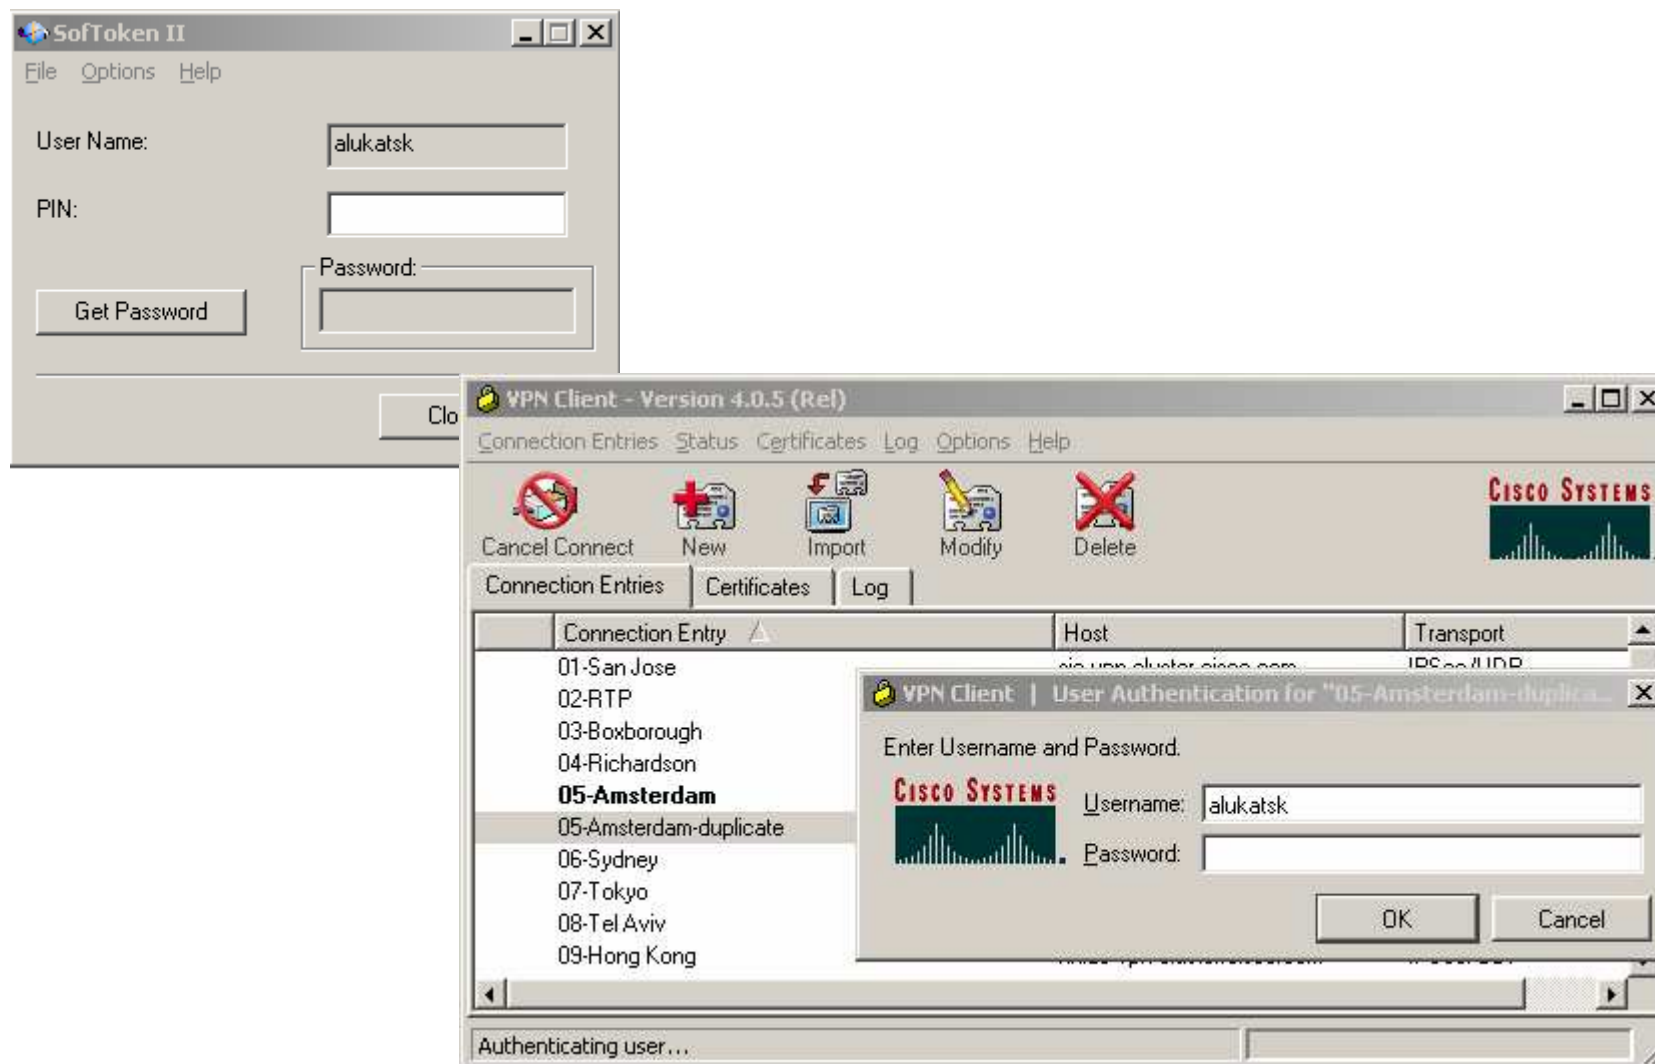 SofToken II
File Options Help
User Name: alukatsk
PIN:
Password:
Get Password
Clo
VPN Client - Version 4.0.5 (Rel)
Connection Entries Status Certificates Log Options Help
CISCO SYSTEMS
Cancel Connect New Import Modify Delete
Connection Entries Certificates Log
Connection Entry Host Transport
01-San Jose IPSec/UDP
02-RTP
03-Boxborough
04-Richardson
05-Amsterdam
05-Amsterdam-duplicate
06-Sydney
07-Tokyo
08-Tel Aviv
09-Hong Kong
VPN Client | User Authentication for "05-Amsterdam-duplica...
Enter Username and Password.
CISCO SYSTEMS
Username: alukatsk
Password:
OK Cancel
Authenticating user...